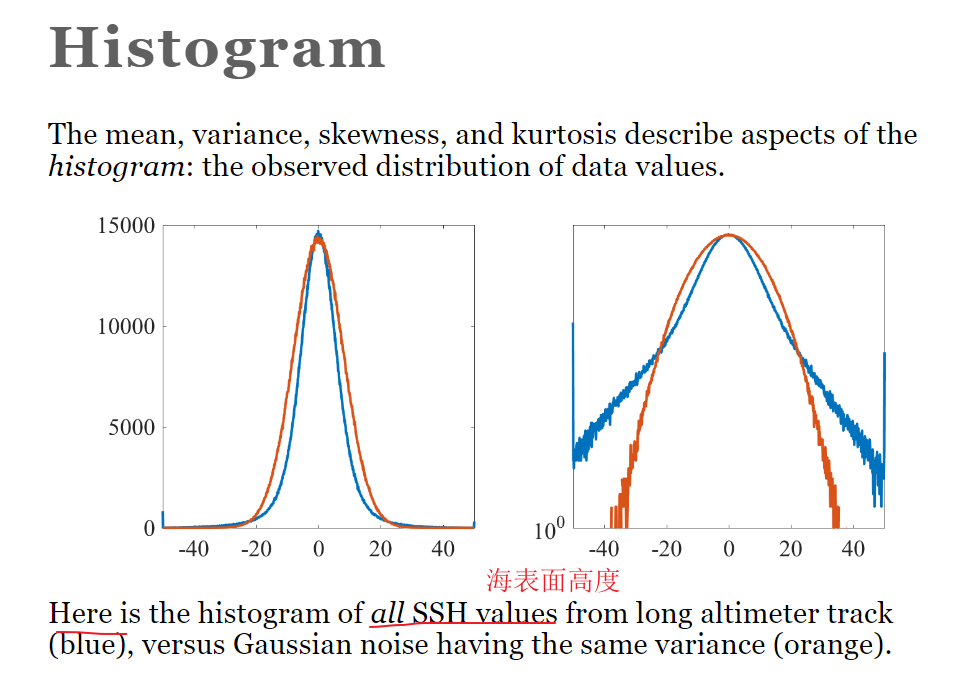 Histogram
The mean, variance, skewness, and kurtosis describe aspects of the
histogram: the observed distribution of data values.
15000
10000
5000
0
-40 -20 0 20 40
10^0
-40 -20 0 20 40
海表面高度
Here is the histogram of all SSH values from long altimeter track
(blue), versus Gaussian noise having the same variance (orange).